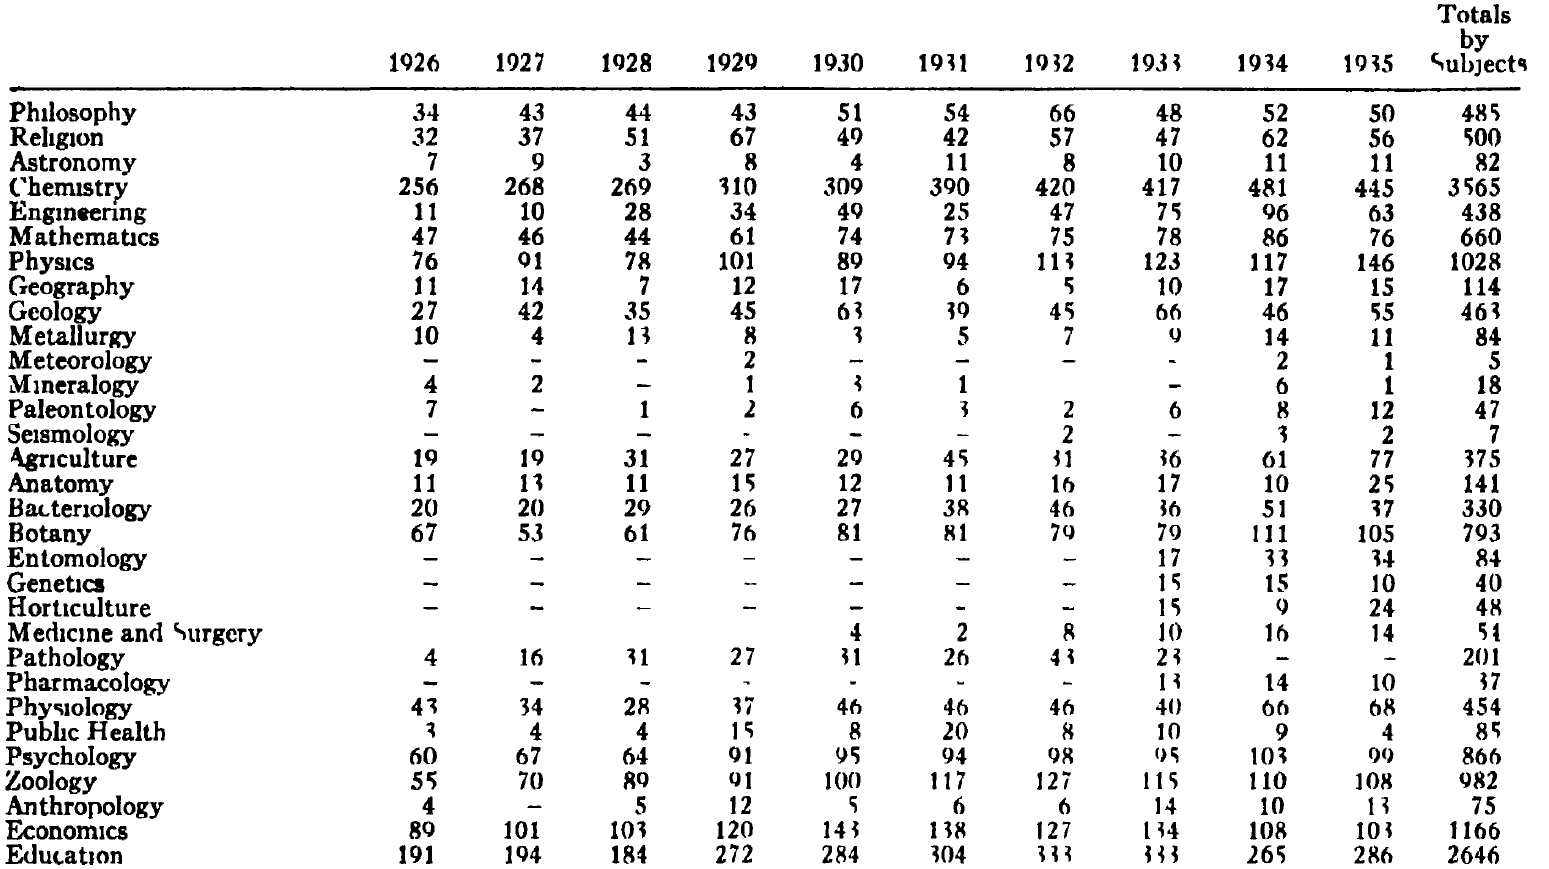 Totals
by
1926 1927 1928 1929 1930 1931 1932 1933 1934 1935 Subjects
Philosophy 34 43 44 43 51 54 66 48 52 50 485
Religion 32 37 51 67 49 42 57 47 62 56 500
Astronomy 7 9 3 8 4 11 8 10 11 11 82
Chemistry 256 268 269 310 309 390 420 417 481 445 3565
Engineering 11 10 28 34 49 25 47 75 96 63 438
Mathematics 47 46 44 61 74 73 75 78 86 76 660
Physics 76 91 78 101 89 94 113 123 117 146 1028
Geography 11 14 7 12 17 6 5 10 17 15 114
Geology 27 42 35 45 63 39 45 66 46 55 463
Metallurgy 10 4 13 8 3 5 7 9 14 11 84
Meteorology – – – 2 – – – - 2 1 5
Mineralogy 4 2 – 1 3 1 – 6 1 18
Paleontology 7 – 1 2 6 3 2 6 8 12 47
Seismology – – – - – – 2 – 3 2 7
Agriculture 19 19 31 27 29 45 31 36 61 77 375
Anatomy 11 13 11 15 12 11 16 17 10 25 141
Bacteriology 20 20 29 26 27 38 46 36 51 37 330
Botany 67 53 61 76 81 81 79 79 111 105 793
Entomology – – – – – – – 17 33 34 84
Genetics – – – – – – – 15 15 10 40
Horticulture – – – – – - – 15 9 24 48
Medicine and Surgery 4 2 8 10 16 14 54
Pathology 4 16 31 27 31 26 43 23 – – 201
Pharmacology – – – - - - – 13 14 10 37
Physiology 43 34 28 37 46 46 46 40 66 68 454
Public Health 3 4 4 15 8 20 8 10 9 4 85
Psychology 60 67 64 91 95 94 98 95 103 99 866
Zoology 55 70 89 91 100 117 127 115 110 108 982
Anthropology 4 – 5 12 5 6 6 14 10 13 75
Economics 89 101 103 120 143 138 127 134 108 103 1166
Education 191 194 184 272 284 304 333 333 265 286 2646